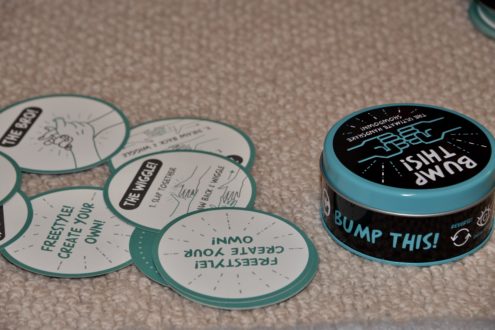 THE BRO!
FREESTYLE!
CREATE YOUR
OWN!
THE WIGGLE!
1. SLAP TOGETHER
2. DRAW BACK & WIGGLE
FREESTYLE!
CREATE YOUR
OWN!
BUMP
THIS!
THE ULTIMATE HANDSHAKE
SHOWDOWN!
BUMP THIS!
REVERSE!